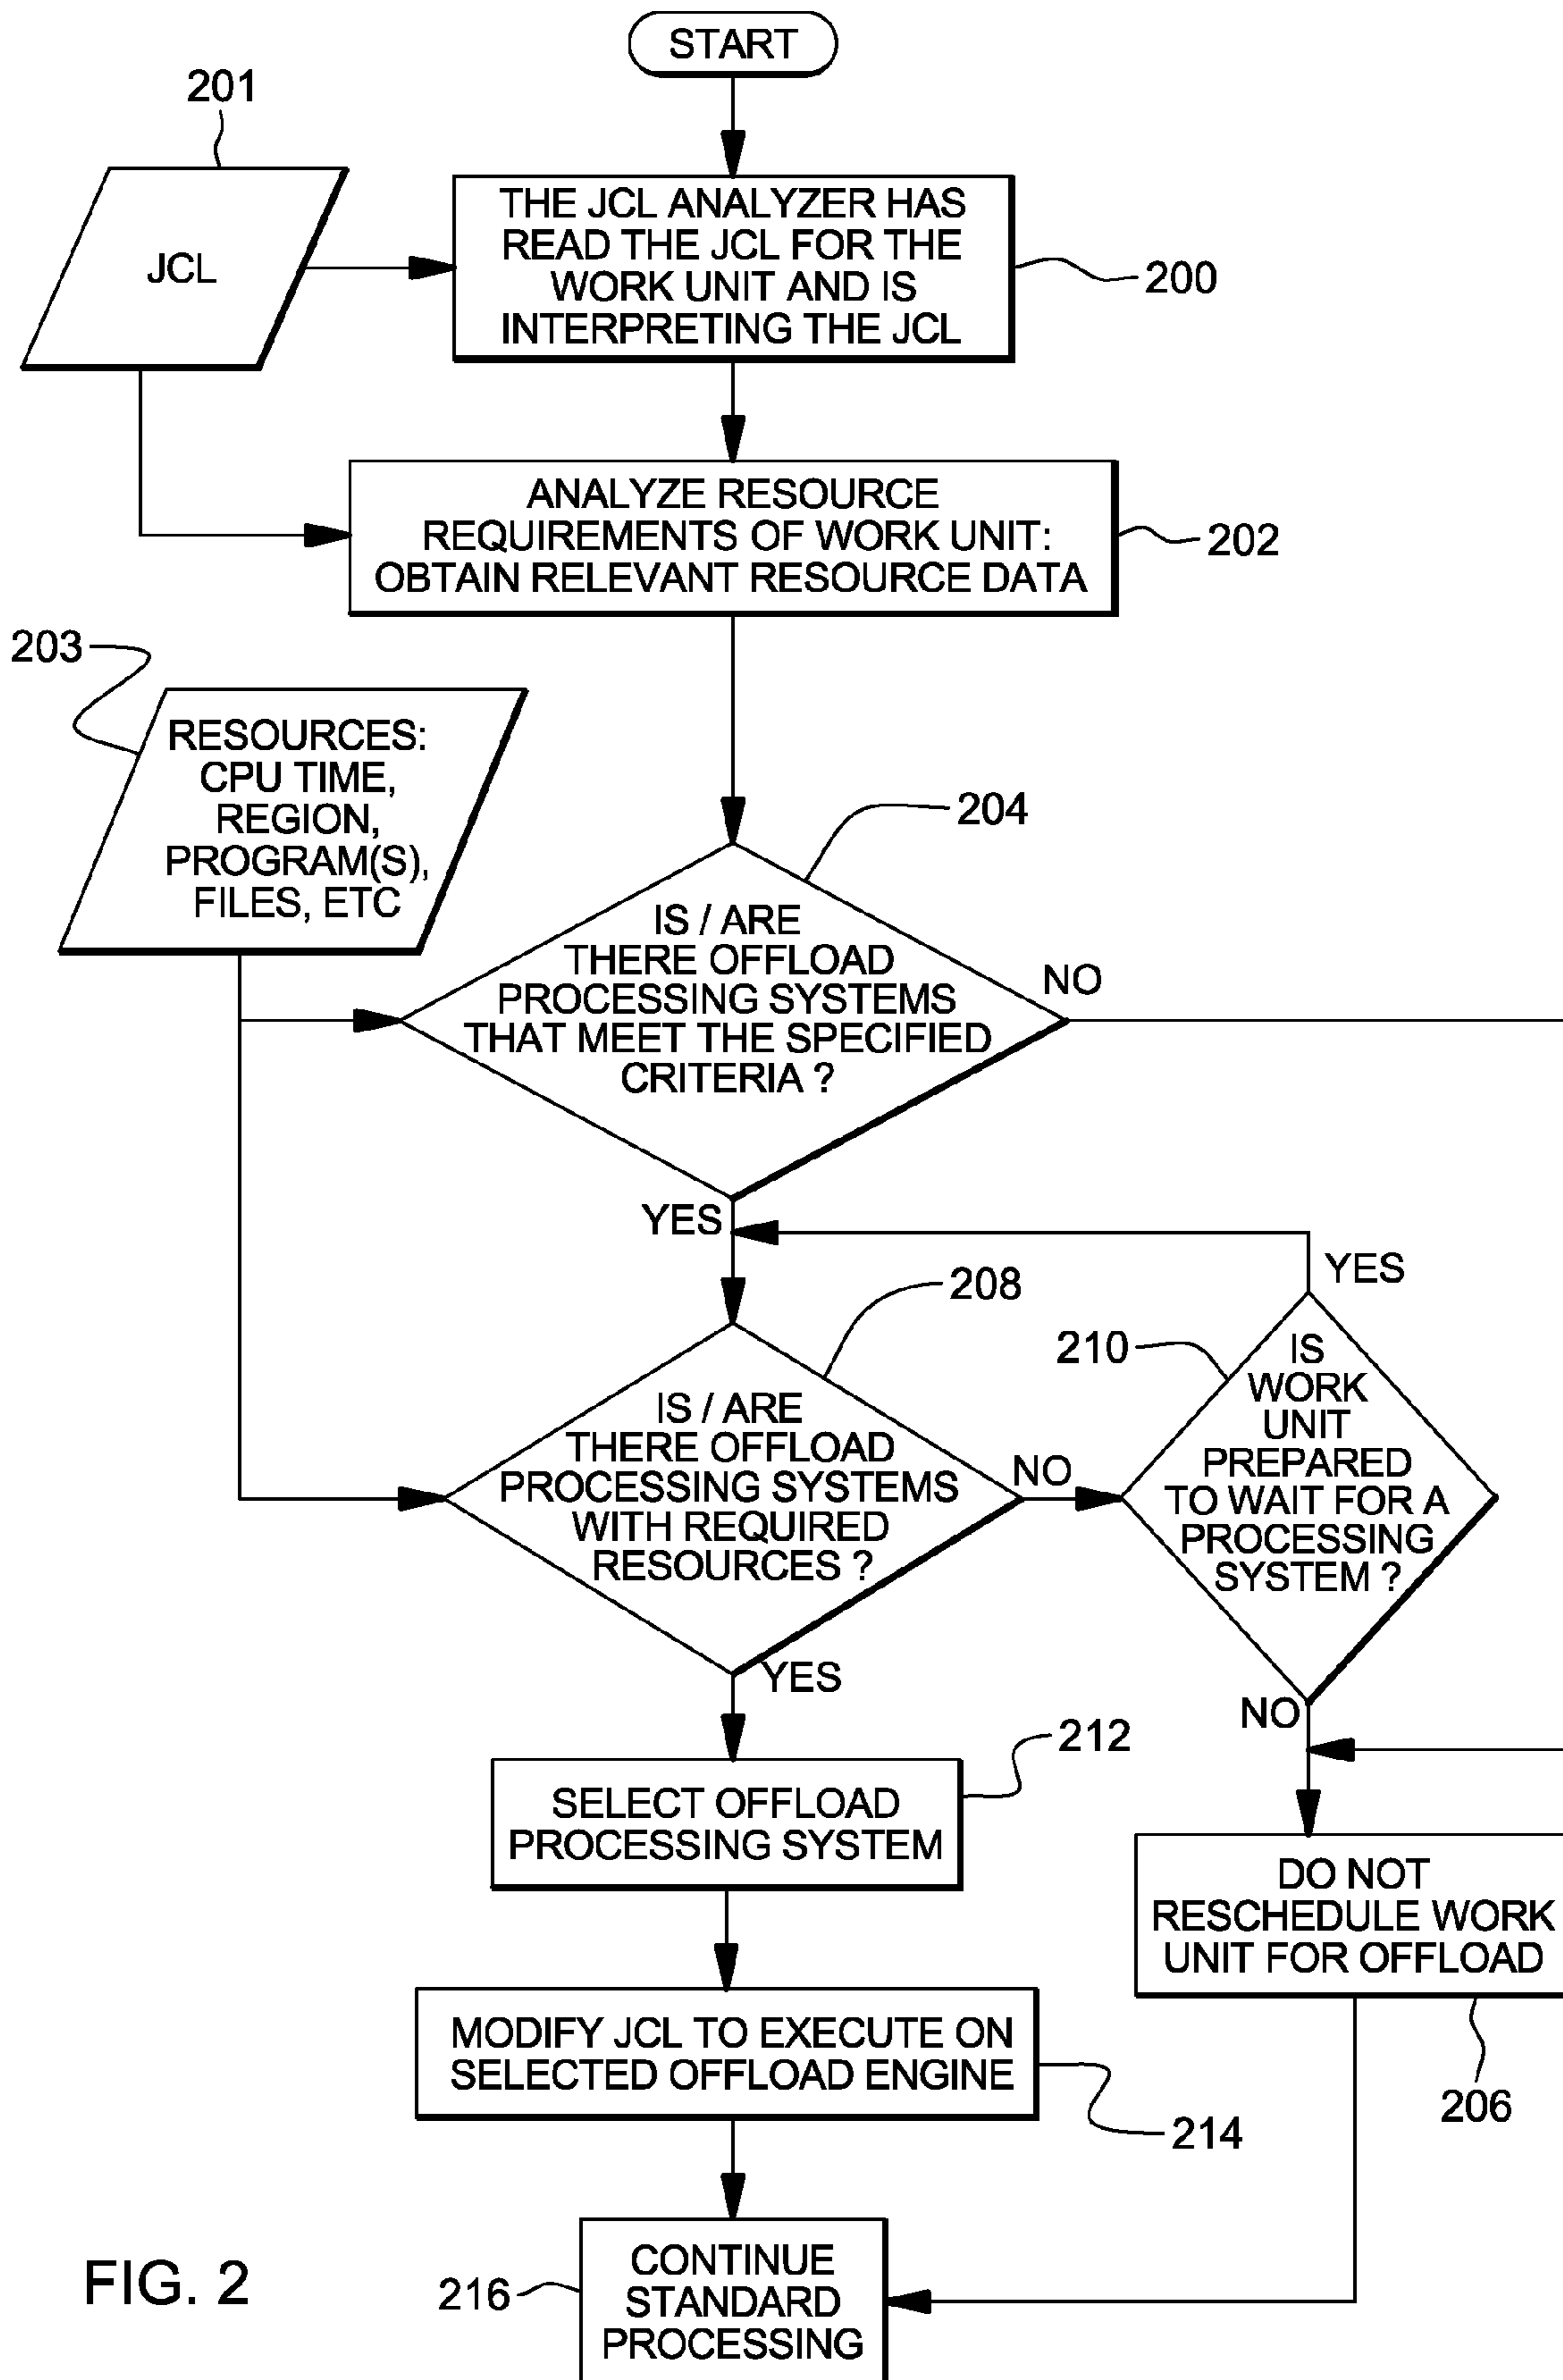 START
201
JCL
THE JCL ANALYZER HAS
READ THE JCL FOR THE
WORK UNIT AND IS
INTERPRETING THE JCL
200
ANALYZE RESOURCE
REQUIREMENTS OF WORK UNIT:
OBTAIN RELEVANT RESOURCE DATA
202
203
RESOURCES:
CPU TIME,
REGION,
PROGRAM(S),
FILES, ETC
204
IS / ARE
THERE OFFLOAD
PROCESSING SYSTEMS
THAT MEET THE SPECIFIED
CRITERIA ?
NO
YES
YES
208
IS / ARE
THERE OFFLOAD
PROCESSING SYSTEMS
WITH REQUIRED
RESOURCES ?
NO
210
IS
WORK
UNIT
PREPARED
TO WAIT FOR A
PROCESSING
SYSTEM ?
YES
NO
212
SELECT OFFLOAD
PROCESSING SYSTEM
DO NOT
RESCHEDULE WORK
UNIT FOR OFFLOAD
206
MODIFY JCL TO EXECUTE ON
SELECTED OFFLOAD ENGINE
214
CONTINUE
STANDARD
PROCESSING
216
FIG. 2